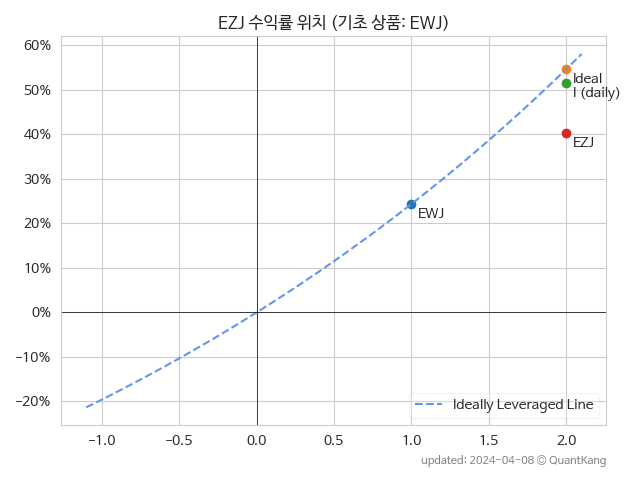 EZJ 수익률 위치 (기초 상품: EWJ)
60%
50%
40%
30%
20%
10%
0%
−10%
−20%
Ideal
I (daily)
EZJ
EWJ
Ideally Leveraged Line
−1.0 −0.5 0.0 0.5 1.0 1.5 2.0
updated: 2024-04-08 © QuantKang